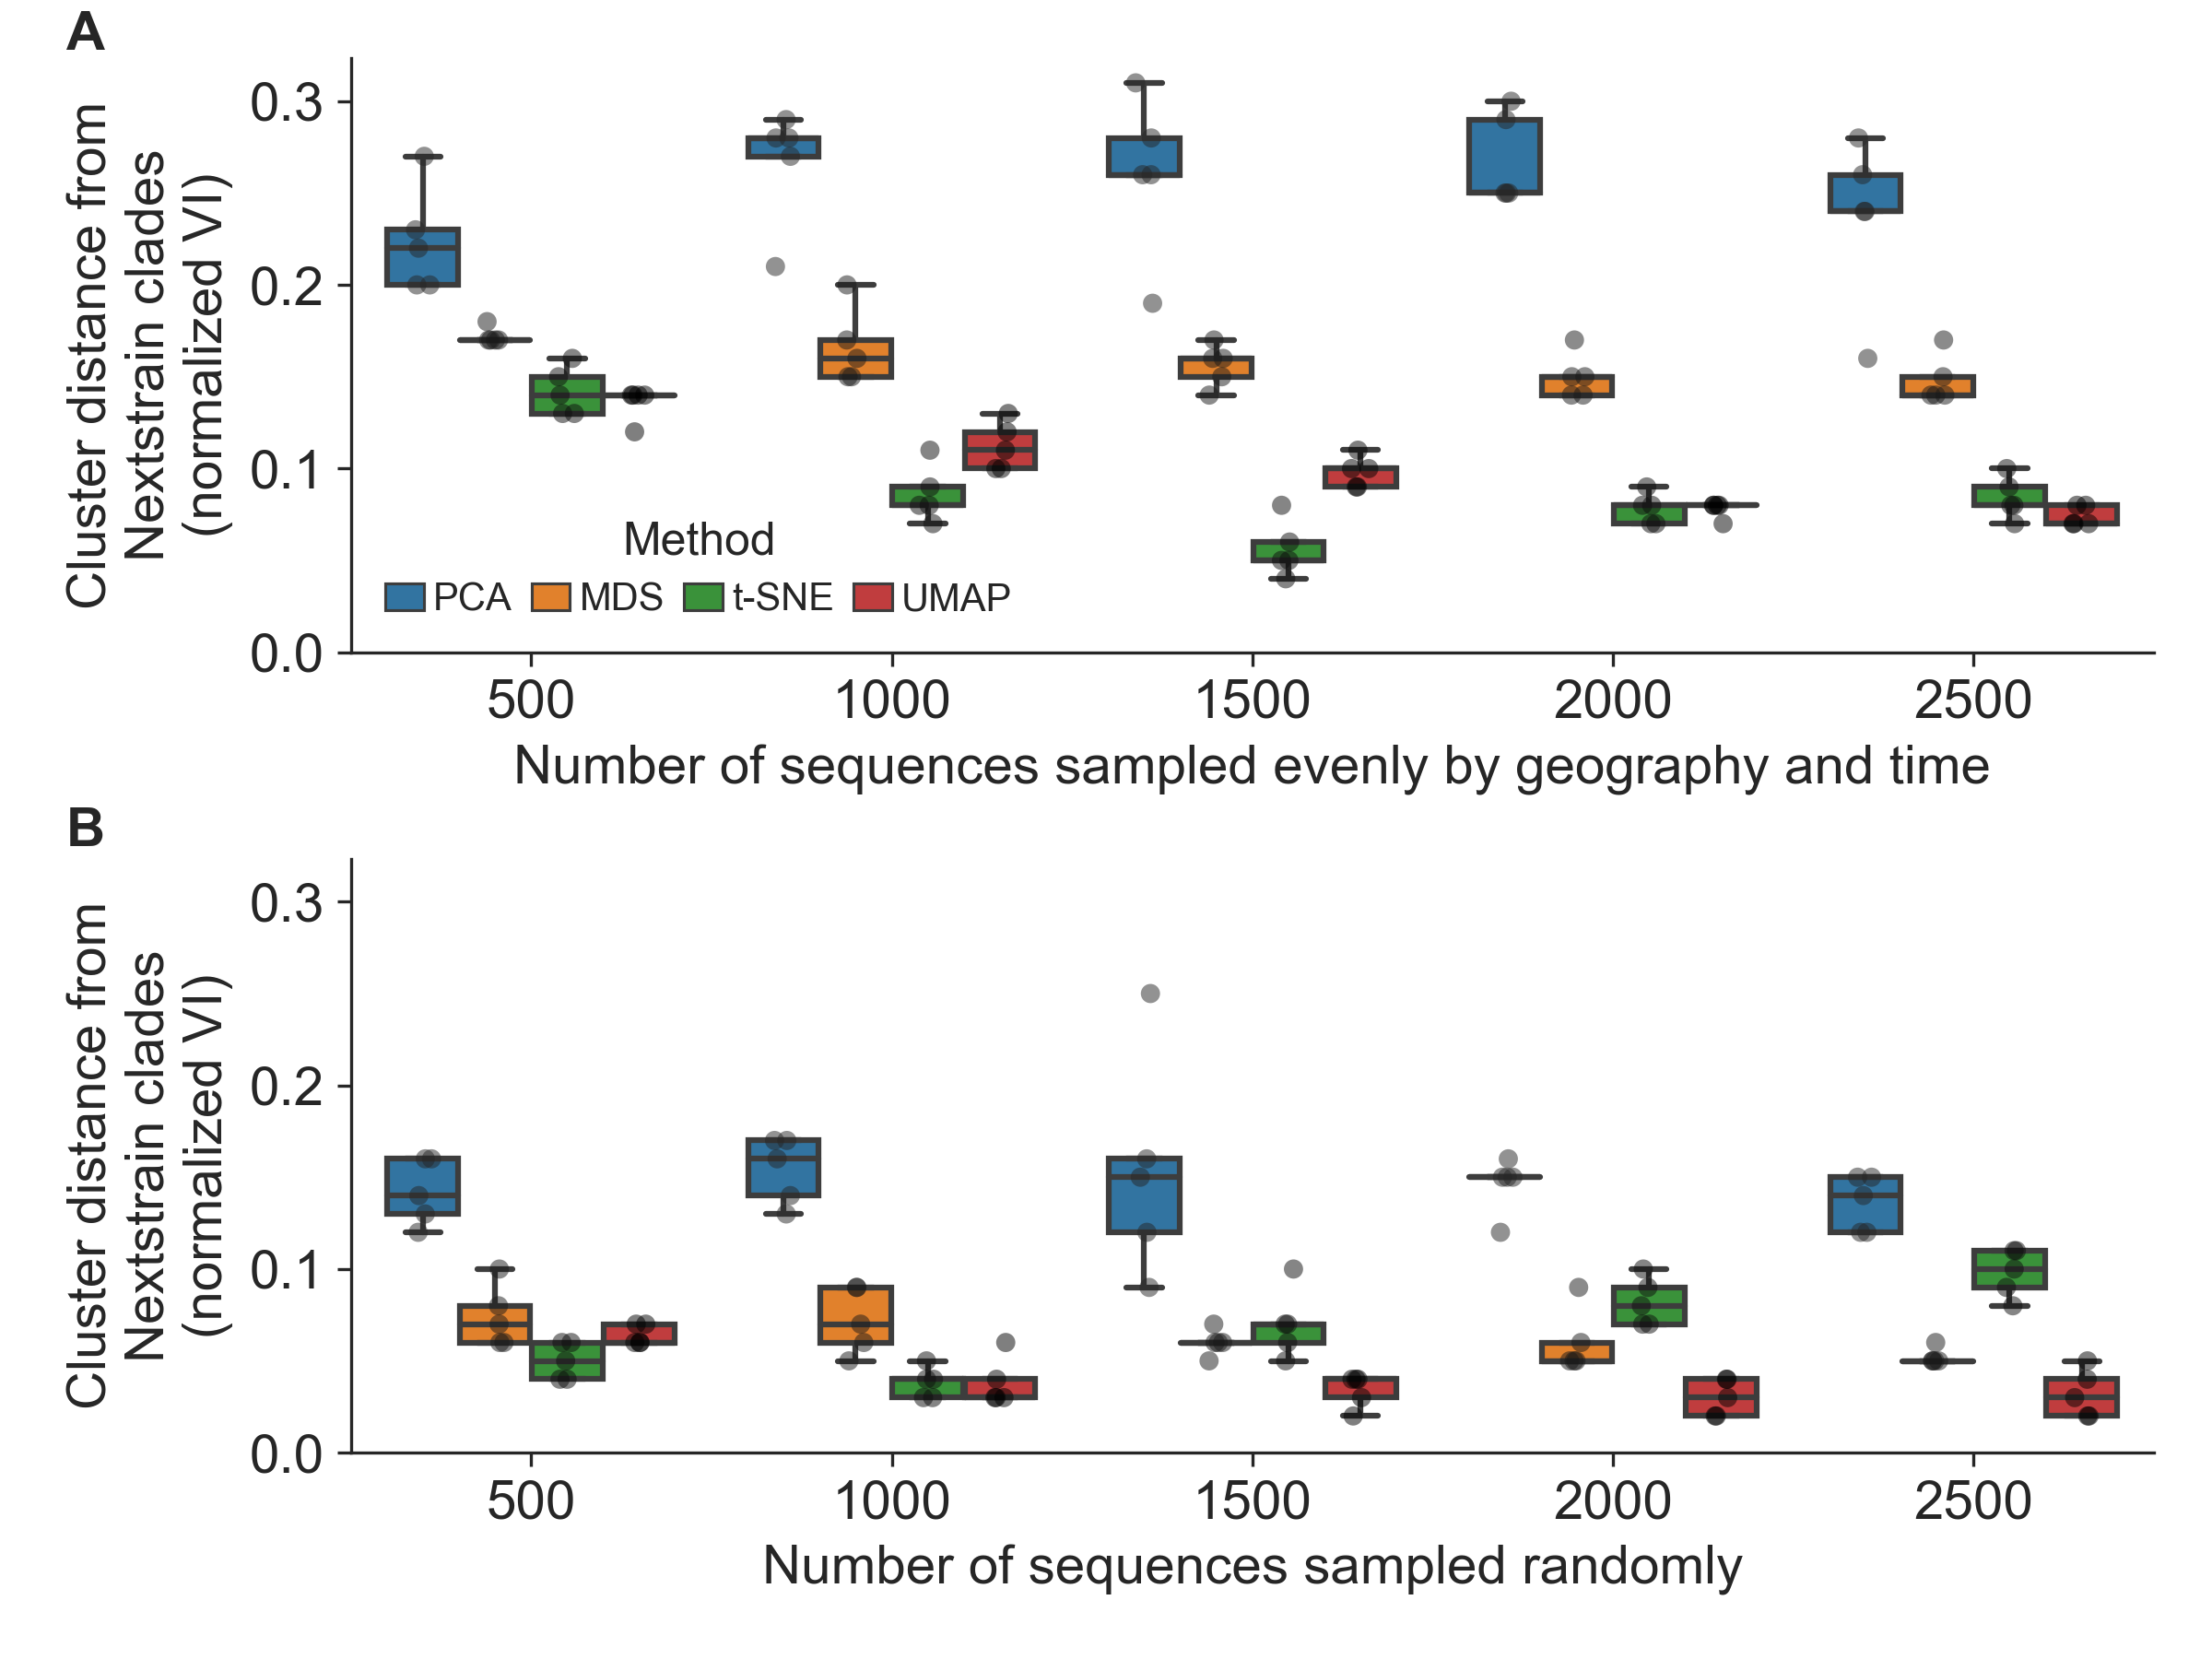 A
Cluster distance from
Nextstrain clades
(normalized VI)
0.3
0.2
0.1
0.0
Method
PCA MDS t-SNE UMAP
500 1000 1500 2000 2500
Number of sequences sampled evenly by geography and time
B
Cluster distance from
Nextstrain clades
(normalized VI)
0.3
0.2
0.1
0.0
500 1000 1500 2000 2500
Number of sequences sampled randomly